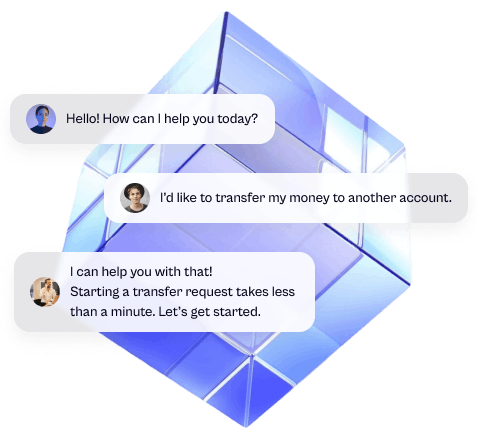 Hello! How can I help you today?
I'd like to transfer my money to another account.
I can help you with that!
Starting a transfer request takes less
than a minute. Let's get started.